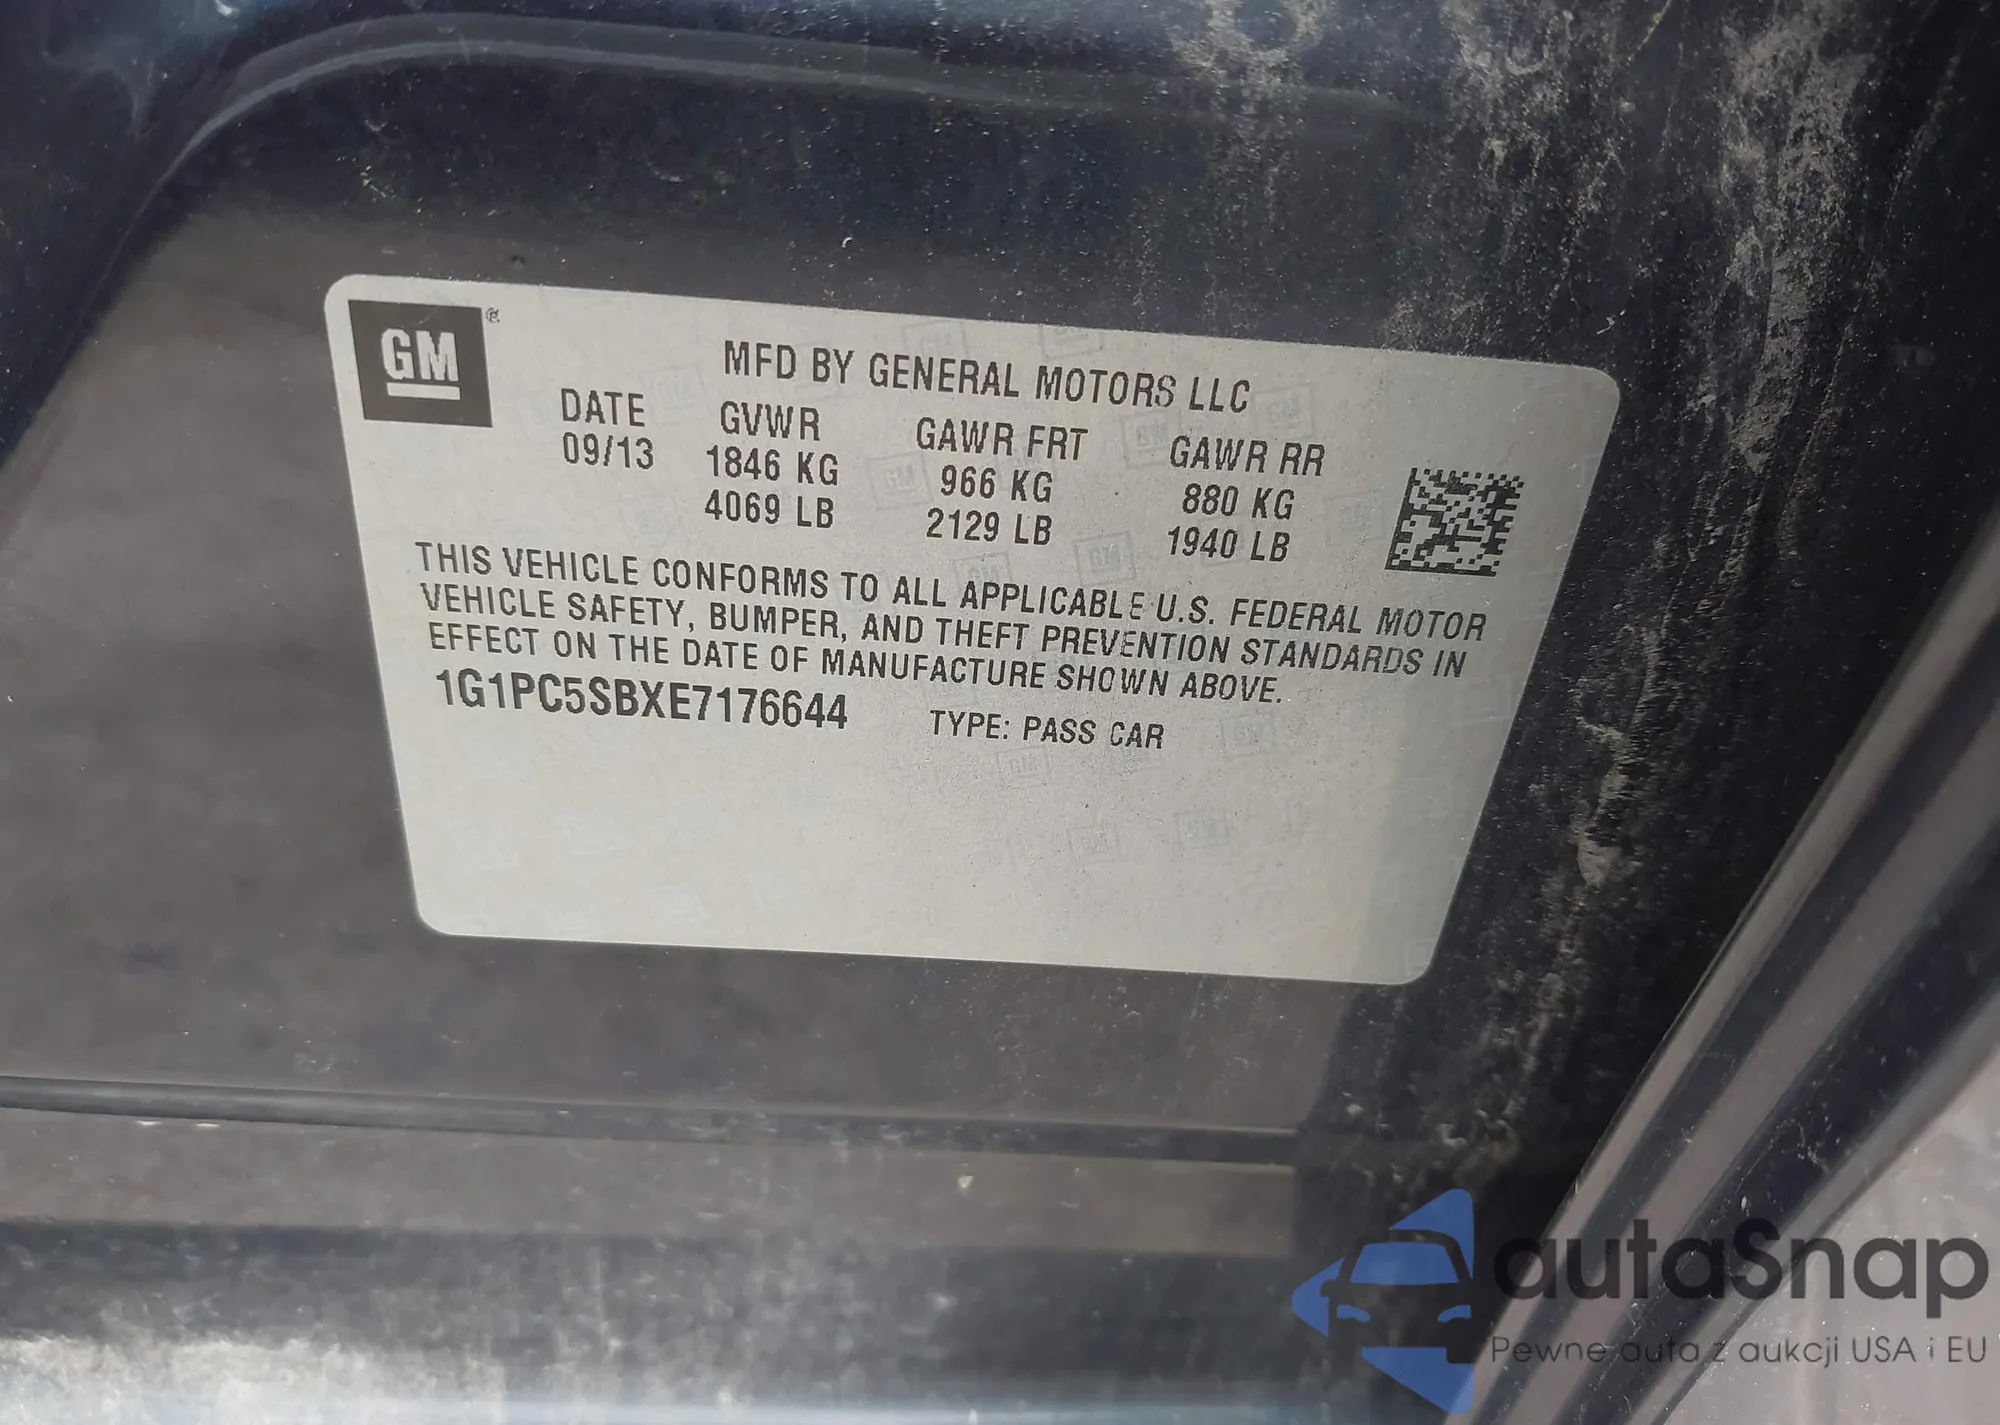 GM®
MFD BY GENERAL MOTORS LLC
DATE GVWR GAWR FRT GAWR RR
09/13 1846 KG 966 KG 880 KG
4069 LB 2129 LB 1940 LB
THIS VEHICLE CONFORMS TO ALL APPLICABLE U.S. FEDERAL MOTOR
VEHICLE SAFETY, BUMPER, AND THEFT PREVENTION STANDARDS IN
EFFECT ON THE DATE OF MANUFACTURE SHOWN ABOVE.
1G1PC5SBXE7176644 TYPE: PASS CAR
autaSnap
Pewne auta z aukcji USA i EU